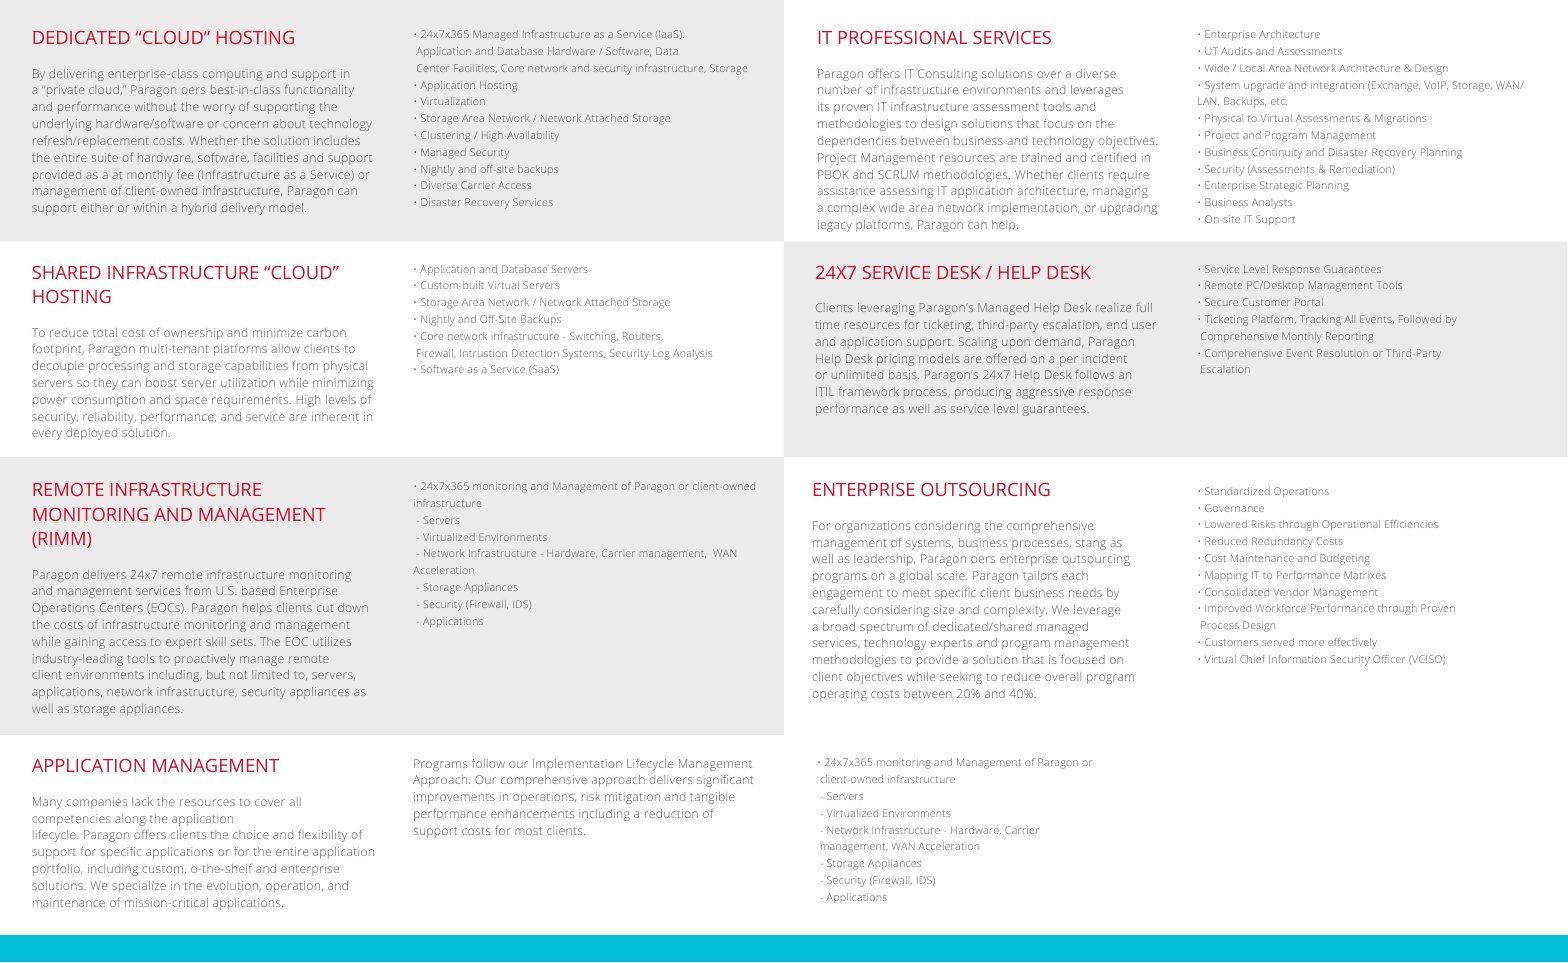 DEDICATED “CLOUD” HOSTING
By delivering enterprise-class computing and support in
a “private cloud,” Paragon oers best-in-class functionality
and performance without the worry of supporting the
underlying hardware/software or concern about technology
refresh/replacement costs. Whether the solution includes
the entire suite of hardware, software, facilities and support
provided as a at monthly fee (Infrastructure as a Service) or
management of client-owned infrastructure, Paragon can
support either or within a hybrid delivery model.
• 24x7x365 Managed Infrastructure as a Service (IaaS):
Application and Database Hardware / Software, Data
Center Facilities, Core network and security infrastructure, Storage
• Application Hosting
• Virtualization
• Storage Area Network / Network Attached Storage
• Clustering / High-Availability
• Managed Security
• Nightly and off-site backups
• Diverse Carrier Access
• Disaster Recovery Services
IT PROFESSIONAL SERVICES
Paragon offers IT Consulting solutions over a diverse
number of infrastructure environments and leverages
its proven IT infrastructure assessment tools and
methodologies to design solutions that focus on the
dependencies between business and technology objectives.
Project Management resources are trained and certified in
PBOK and SCRUM methodologies. Whether clients require
assistance assessing IT application architecture, managing
a complex wide area network implementation, or upgrading
legacy platforms, Paragon can help.
• Enterprise Architecture
• UT Audits and Assessments
• Wide / Local Area Network Architecture & Design
• System upgrade and integration (Exchange, VoIP, Storage, WAN/
LAN, Backups, etc.
• Physical to Virtual Assessments & Migrations
• Project and Program Management
• Business Continuity and Disaster Recovery Planning
• Security (Assessments & Remediation)
• Enterprise Strategic Planning
• Business Analysts
• On-site IT Support
SHARED INFRASTRUCTURE “CLOUD”
HOSTING
To reduce total cost of ownership and minimize carbon
footprint, Paragon multi-tenant platforms allow clients to
decouple processing and storage capabilities from physical
servers so they can boost server utilization while minimizing
power consumption and space requirements. High levels of
security, reliability, performance, and service are inherent in
every deployed solution.
• Application and Database Servers
• Custom-built Virtual Servers
• Storage Area Network / Network Attached Storage
• Nightly and Off-Site Backups
• Core network infrastructure - Switching, Routers,
Firewall, Intrustion Detection Systems, Security Log Analysis
• Software as a Service (SaaS)
24X7 SERVICE DESK / HELP DESK
Clients leveraging Paragon’s Managed Help Desk realize full
time resources for ticketing, third-party escalation, end user
and application support. Scaling upon demand, Paragon
Help Desk pricing models are offered on a per incident
or unlimited basis. Paragon’s 24x7 Help Desk follows an
ITIL framework process, producing aggressive response
performance as well as service level guarantees.
• Service Level Response Guarantees
• Remote PC/Desktop Management Tools
• Secure Customer Portal
• Ticketing Platform, Tracking All Events, Followed by
Comprehensive Monthly Reporting
• Comprehensive Event Resolution or Third-Party
Escalation
REMOTE INFRASTRUCTURE
MONITORING AND MANAGEMENT
(RIMM)
Paragon delivers 24x7 remote infrastructure monitoring
and management services from U.S. based Enterprise
Operations Centers (EOCs). Paragon helps clients cut down
the costs of infrastructure monitoring and management
while gaining access to expert skill sets. The EOC utilizes
industry-leading tools to proactively manage remote
client environments including, but not limited to, servers,
applications, network infrastructure, security appliances as
well as storage appliances.
• 24x7x365 monitoring and Management of Paragon or client-owned
infrastructure
- Servers
- Virtualized Environments
- Network Infrastructure - Hardware, Carrier management, WAN
Acceleration
- Storage Appliances
- Security (Firewall, IDS)
- Applications
ENTERPRISE OUTSOURCING
For organizations considering the comprehensive
management of systems, business processes, stang as
well as leadership, Paragon oers enterprise outsourcing
programs on a global scale. Paragon tailors each
engagement to meet specific client business needs by
carefully considering size and complexity. We leverage
a broad spectrum of dedicated/shared managed
services, technology experts and program management
methodologies to provide a solution that is focused on
client objectives while seeking to reduce overall program
operating costs between 20% and 40%.
• Standardized Operations
• Governance
• Lowered Risks through Operational Efficiencies
• Reduced Redundancy Costs
• Cost Maintenance and Budgeting
• Mapping IT to Performance Matrixes
• Consolidated Vendor Management
• Improved Workforce Performance through Proven
Process Design
• Customers served more effectively
• Virtual Chief Information Security Officer (VCISO)
APPLICATION MANAGEMENT
Many companies lack the resources to cover all
competencies along the application
lifecycle. Paragon offers clients the choice and flexibility of
support for specific applications or for the entire application
portfolio, including custom, o-the-shelf and enterprise
solutions. We specialize in the evolution, operation, and
maintenance of mission-critical applications.
Programs follow our Implementation Lifecycle Management
Approach. Our comprehensive approach delivers significant
improvements in operations, risk mitigation and tangible
performance enhancements including a reduction of
support costs for most clients.
• 24x7x365 monitoring and Management of Paragon or
client-owned infrastructure
- Servers
- Virtualized Environments
- Network Infrastructure - Hardware, Carrier
management, WAN Acceleration
- Storage Appliances
- Security (Firewall, IDS)
- Applications